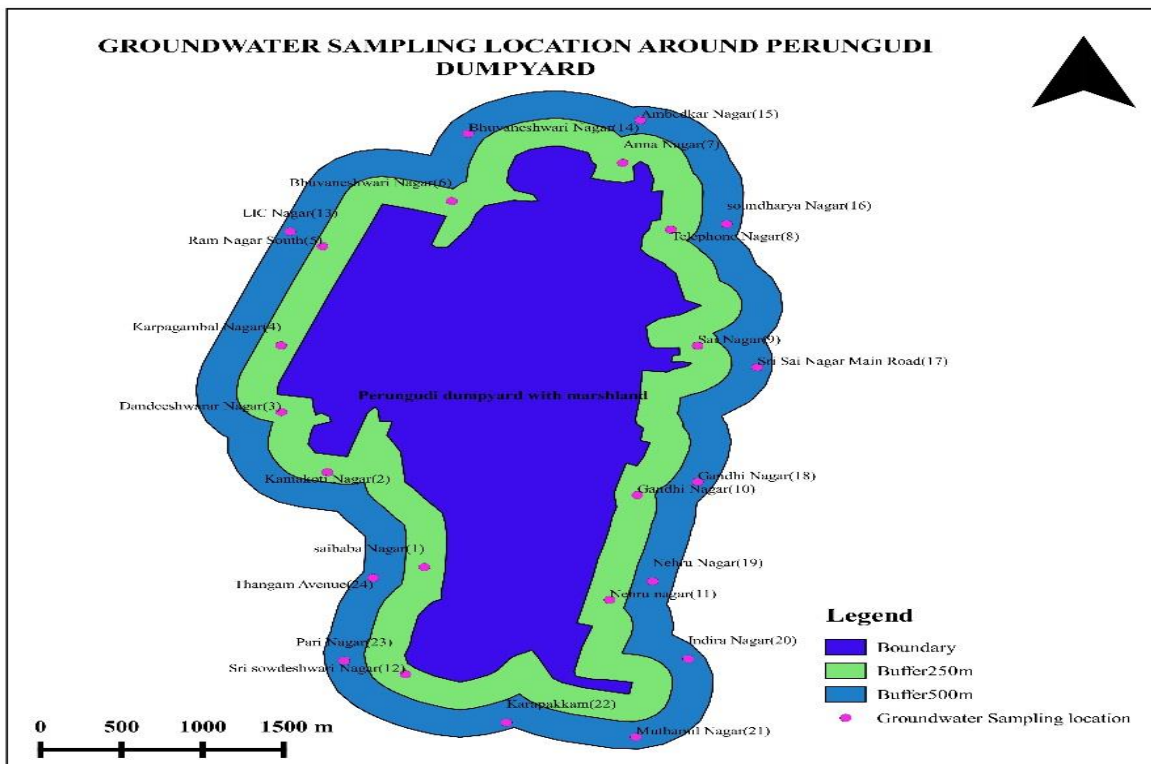 GROUNDWATER SAMPLING LOCATION AROUND PERUNGUDI
DUMPYARD
Ambedkar Nagar(15)
Bhuvaneshwari Nagar(14)
Anna Nagar(7)
Bhuvaneshwari Nagar(6)
soundharya Nagar(16)
LIC Nagar(13)
Telephone Nagar(8)
Ram Nagar South(5)
Karpagambal Nagar(4)
Sai Nagar(9)
Sri Sai Nagar Main Road(17)
Perungudi dumpyard with marshland
Dandeeshwarar Nagar(3)
Kamakoti Nagar(2)
Gandhi Nagar(18)
Gandhi Nagar(10)
saibaba Nagar(1)
Nehru Nagar(19)
Thangam Avenue(24)
Nehru nagar(11)
Legend
Pari Nagar(23)
Indira Nagar(20)
Boundary
Sri sowdeshwari Nagar(12)
Buffer250m
Buffer500m
Karapakkam(22)
Groundwater Sampling location
Muthamil Nagar(21)
0 500 1000 1500 m